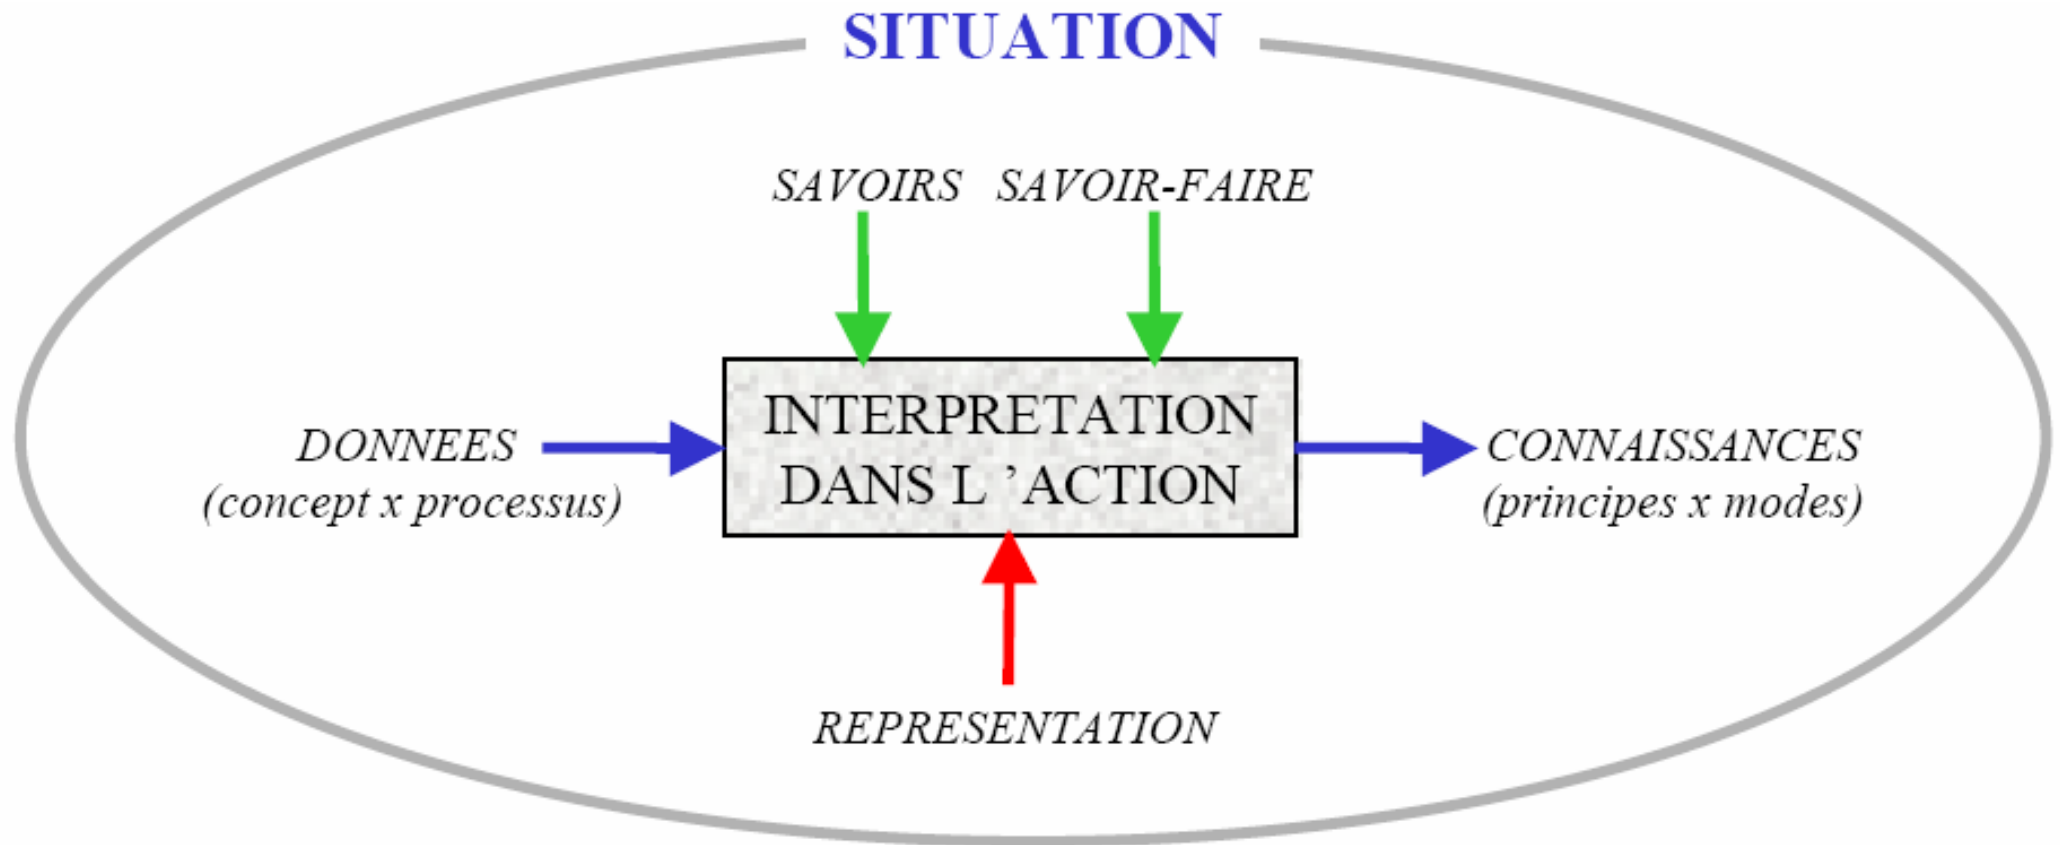 SITUATION
SAVOIRS SAVOIR-FAIRE
INTERPRETATION
DANS L ’ACTION
DONNEES
(concept x processus)
CONNAISSANCES
(principes x modes)
REPRESENTATION